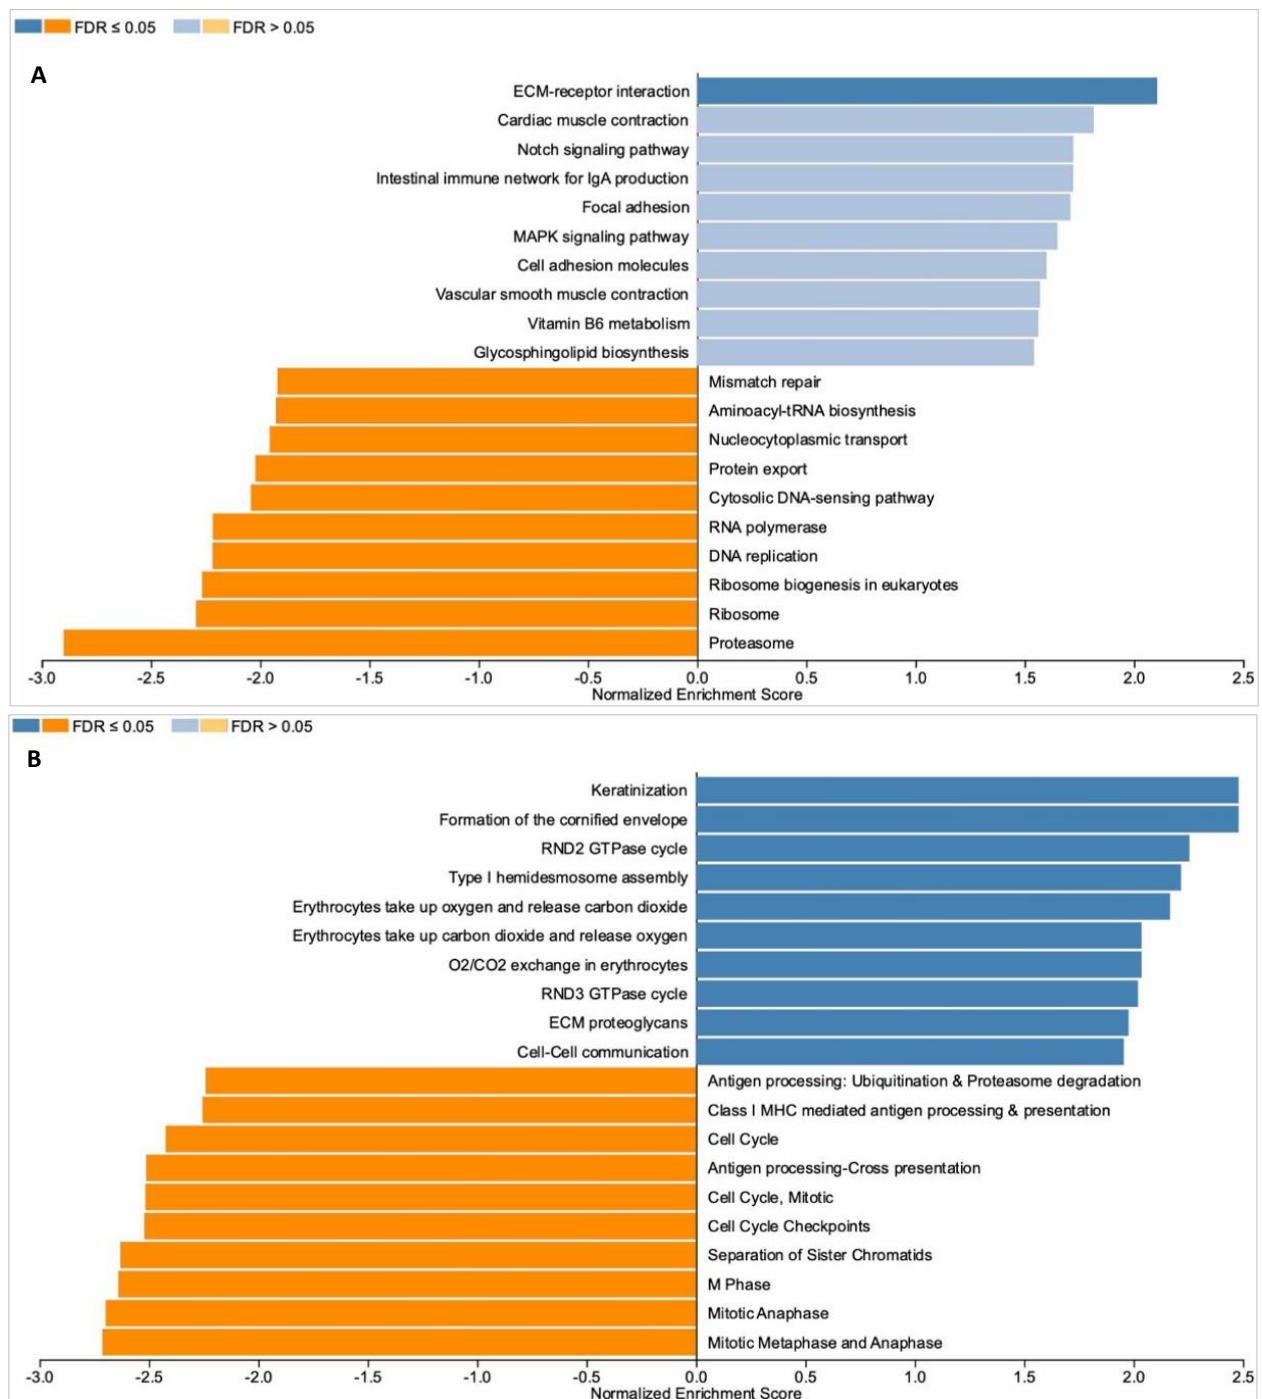 FDR ≤ 0.05 FDR > 0.05
A
ECM-receptor interaction
Cardiac muscle contraction
Notch signaling pathway
Intestinal immune network for IgA production
Focal adhesion
MAPK signaling pathway
Cell adhesion molecules
Vascular smooth muscle contraction
Vitamin B6 metabolism
Glycosphingolipid biosynthesis
Mismatch repair
Aminoacyl-tRNA biosynthesis
Nucleocytoplasmic transport
Protein export
Cytosolic DNA-sensing pathway
RNA polymerase
DNA replication
Ribosome biogenesis in eukaryotes
Ribosome
Proteasome
-3.0 -2.5 -2.0 -1.5 -1.0 -0.5 0.0 0.5 1.0 1.5 2.0 2.5
Normalized Enrichment Score
FDR ≤ 0.05 FDR > 0.05
B
Keratinization
Formation of the cornified envelope
RND2 GTPase cycle
Type I hemidesmosome assembly
Erythrocytes take up oxygen and release carbon dioxide
Erythrocytes take up carbon dioxide and release oxygen
O2/CO2 exchange in erythrocytes
RND3 GTPase cycle
ECM proteoglycans
Cell-Cell communication
Antigen processing: Ubiquitination & Proteasome degradation
Class I MHC mediated antigen processing & presentation
Cell Cycle
Antigen processing-Cross presentation
Cell Cycle, Mitotic
Cell Cycle Checkpoints
Separation of Sister Chromatids
M Phase
Mitotic Anaphase
Mitotic Metaphase and Anaphase
-3.0 -2.5 -2.0 -1.5 -1.0 -0.5 0.0 0.5 1.0 1.5 2.0 2.5
Normalized Enrichment Score